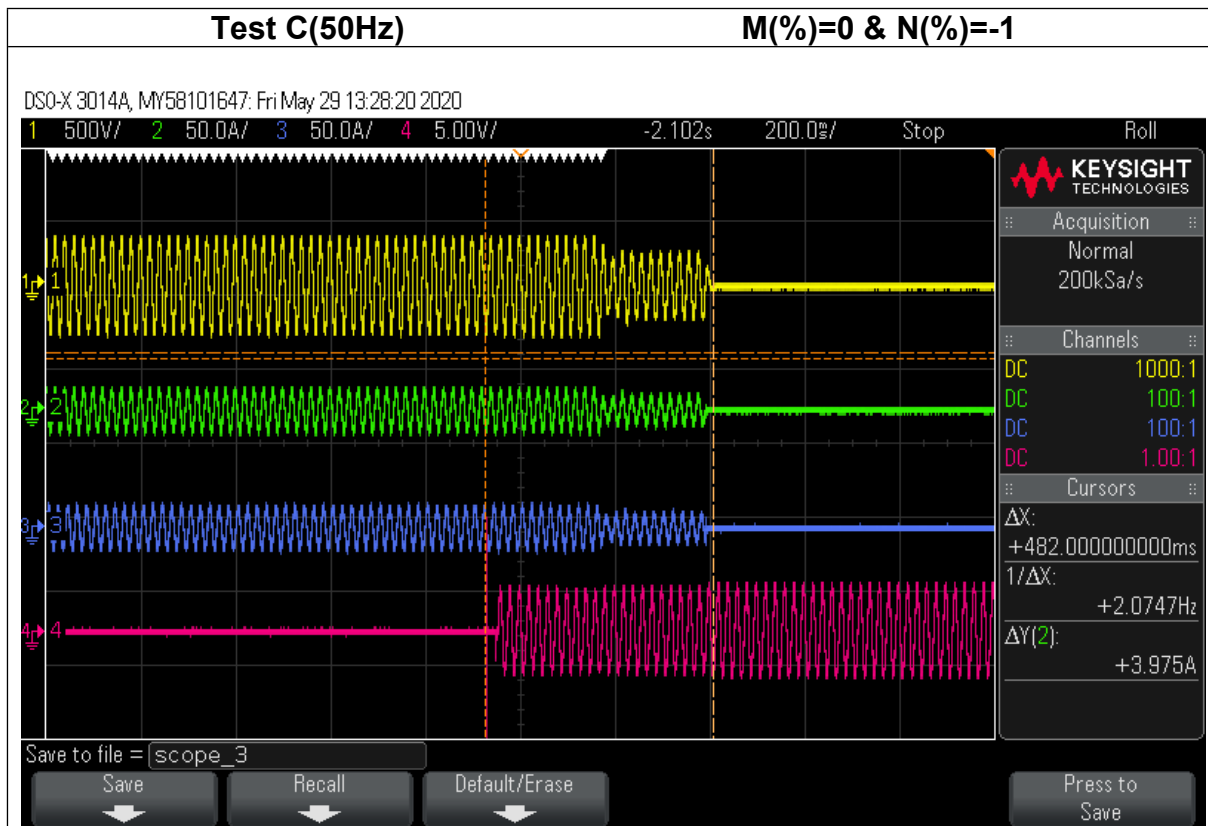 Test C(50Hz) M(%)=0 & N(%)=-1
DSO-X 3014A, MY58101647: Fri May 29 13:28:20 2020
1 500V/ 2 50.0A/ 3 50.0A/ 4 5.00V/ -2.102s 200.0ms/ Stop Roll
KEYSIGHT
TECHNOLOGIES
Acquisition
Normal
200kSa/s
Channels
DC 1000:1
DC 100:1
DC 100:1
DC 1.00:1
Cursors
ΔX:
+482.000000000ms
1/ΔX:
+2.0747Hz
ΔY(2):
+3.975A
1 1
2 2
3 3
4 4
Save to file = scope_3
Save Recall Default/Erase Press to
Save